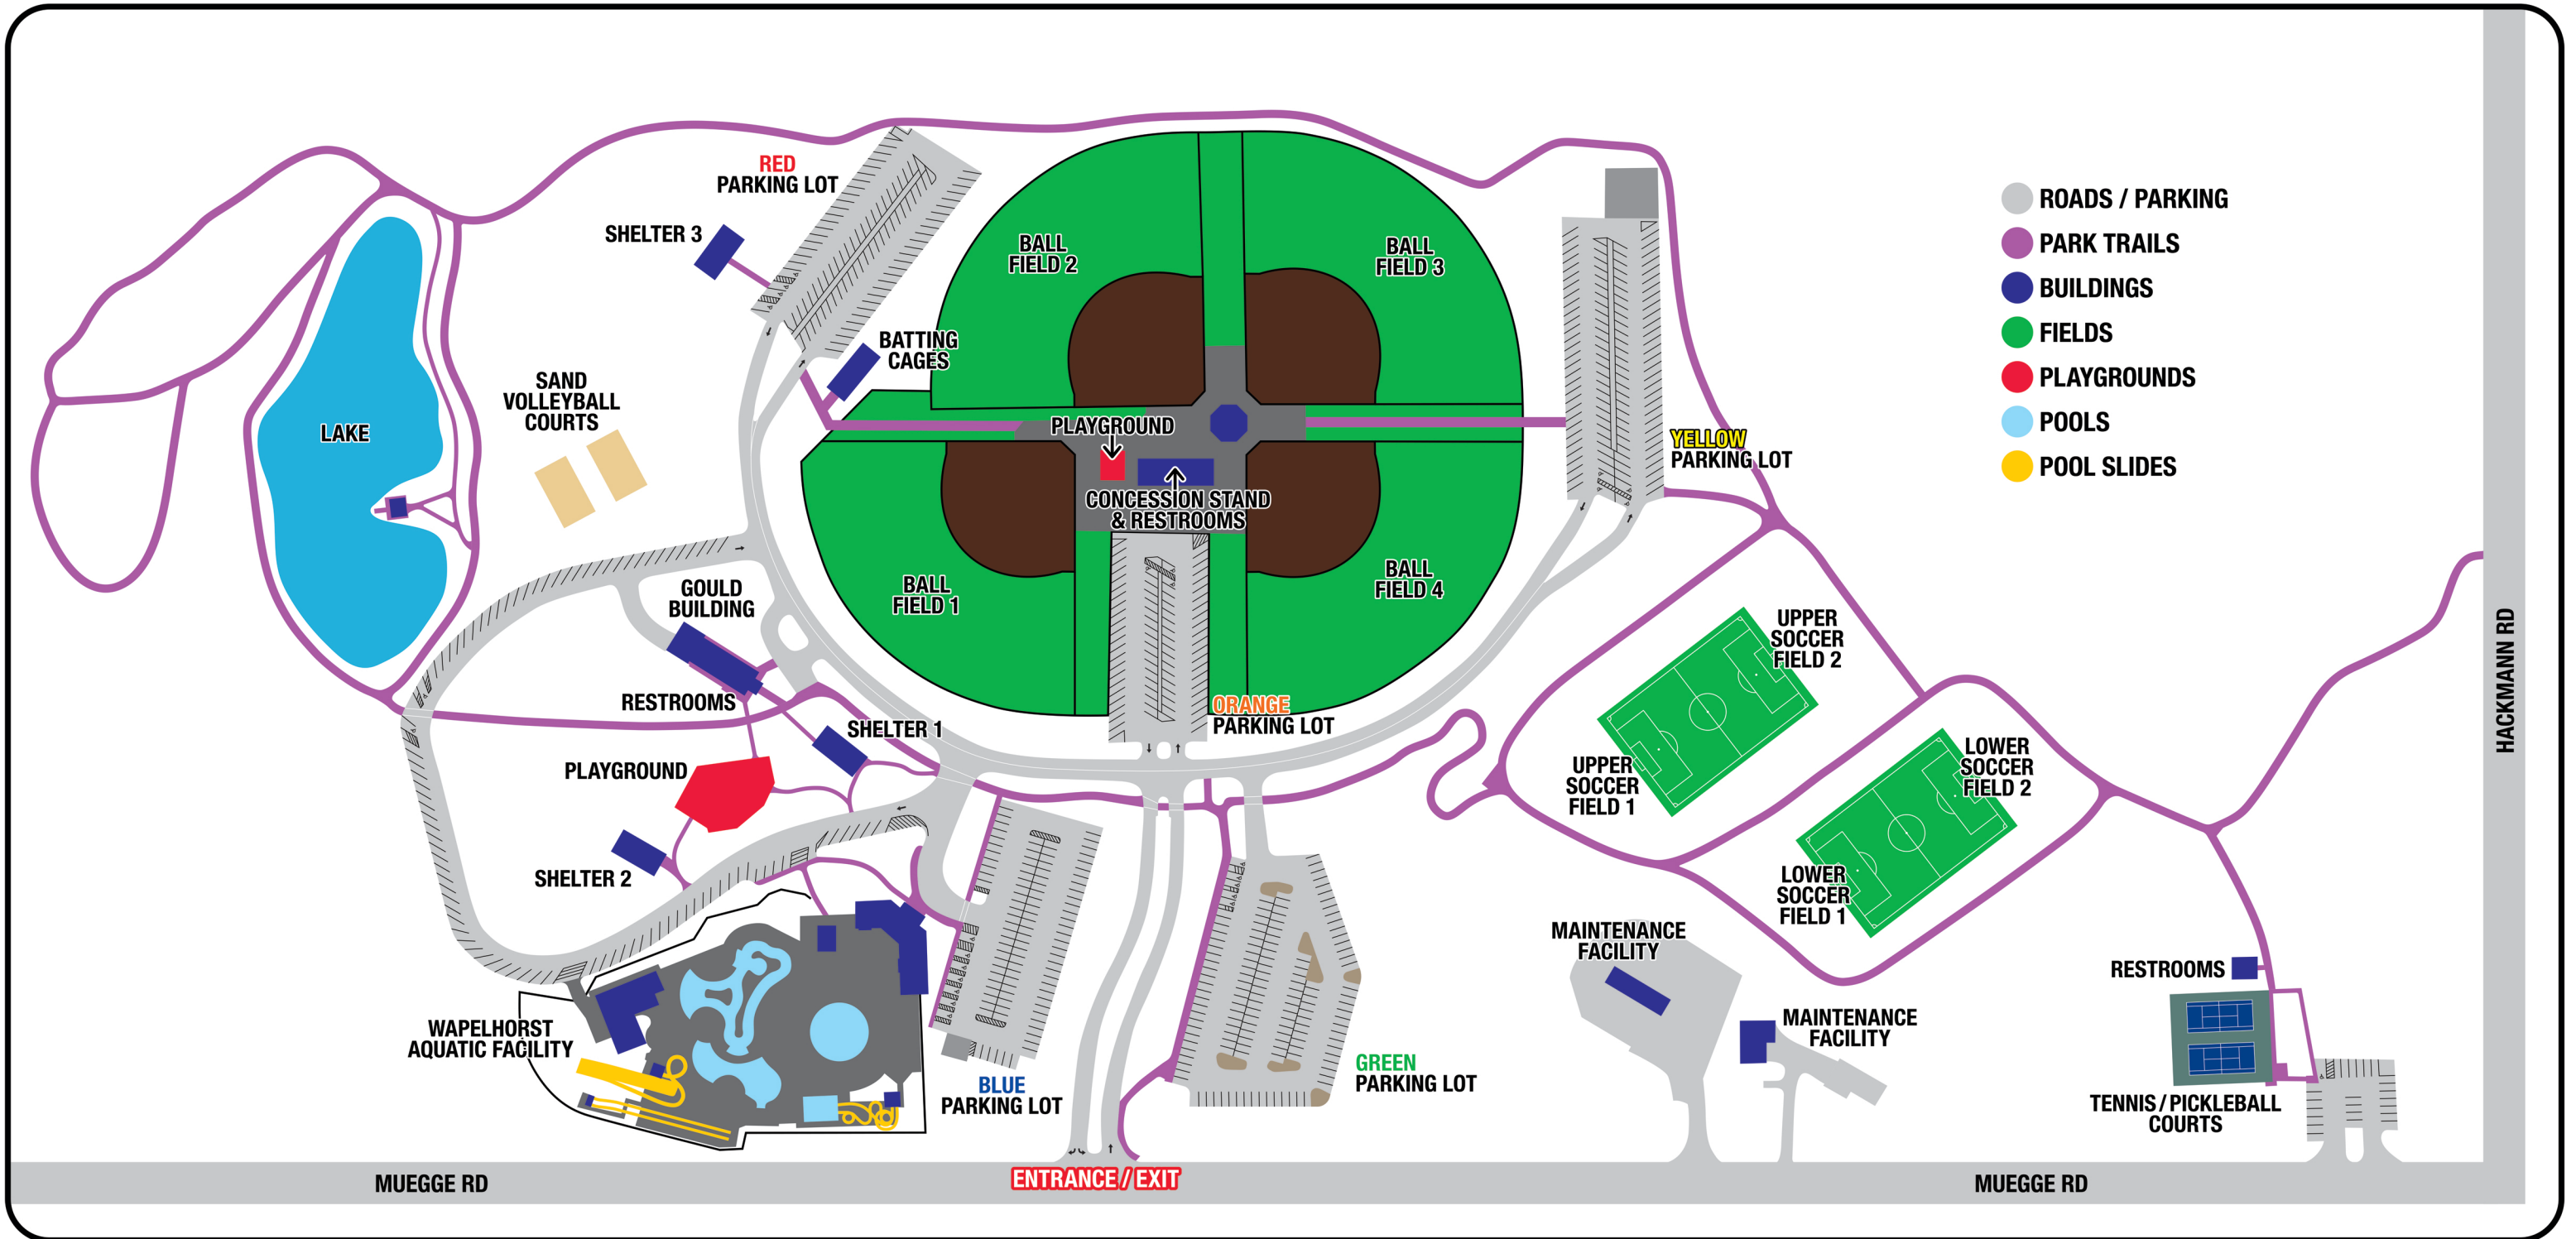 RED
PARKING LOT
SHELTER 3
BATTING
CAGES
BALL
FIELD 2
BALL
FIELD 3
ROADS / PARKING
PARK TRAILS
BUILDINGS
FIELDS
PLAYGROUNDS
POOLS
POOL SLIDES
SAND
VOLLEYBALL
COURTS
LAKE
PLAYGROUND
CONCESSION STAND
& RESTROOMS
YELLOW
PARKING LOT
GOULD
BUILDING
BALL
FIELD 1
BALL
FIELD 4
RESTROOMS
SHELTER 1
ORANGE
PARKING LOT
UPPER
SOCCER
FIELD 2
UPPER
SOCCER
FIELD 1
LOWER
SOCCER
FIELD 2
LOWER
SOCCER
FIELD 1
HACKMANN RD
PLAYGROUND
SHELTER 2
MAINTENANCE
FACILITY
MAINTENANCE
FACILITY
RESTROOMS
WAPELHORST
AQUATIC FACILITY
BLUE
PARKING LOT
GREEN
PARKING LOT
TENNIS / PICKLEBALL
COURTS
MUEGGE RD
ENTRANCE / EXIT
MUEGGE RD